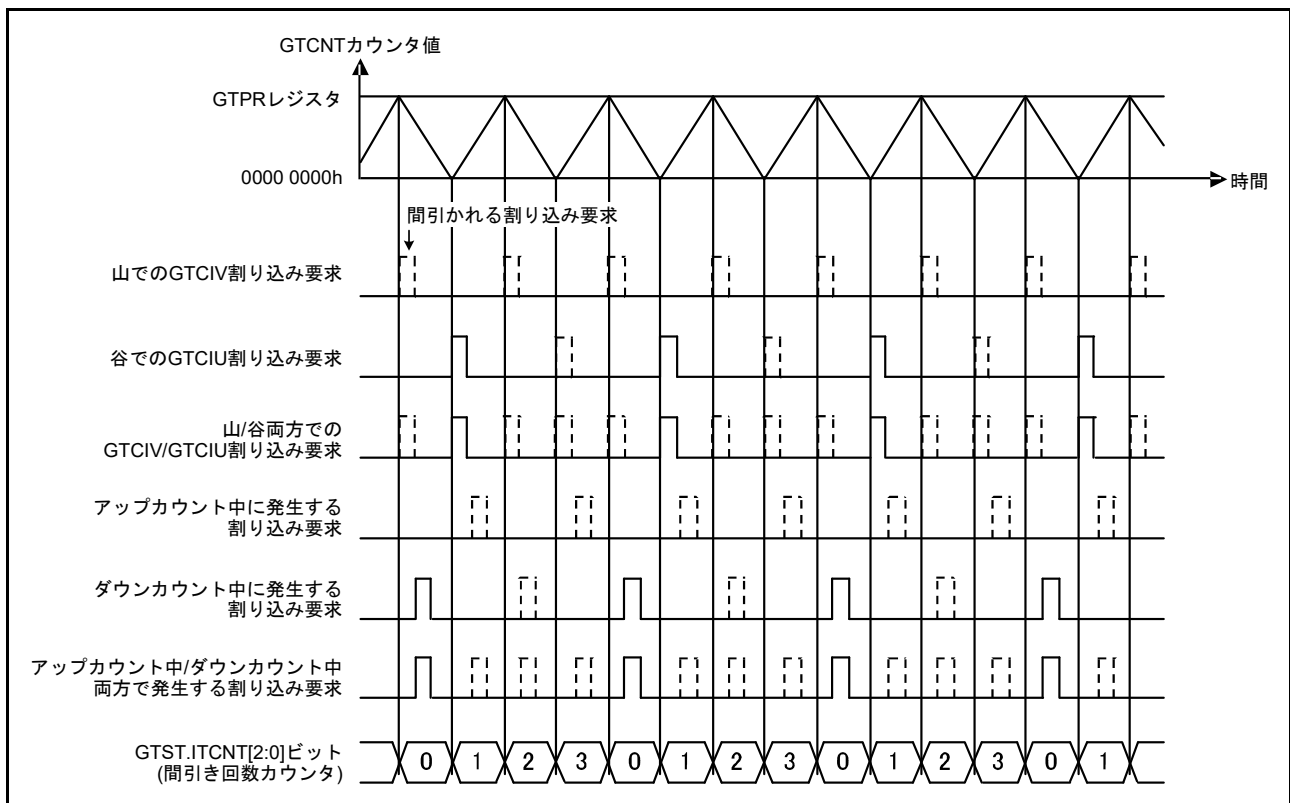 GTCNTカウンタ値
GTPRレジスタ
0000 0000h
時間
間引かれる割り込み要求
山でのGTCIV割り込み要求
谷でのGTCIU割り込み要求
山/谷両方での
GTCIV/GTCIU割り込み要求
アップカウント中に発生する
割り込み要求
ダウンカウント中に発生する
割り込み要求
アップカウント中/ダウンカウント中
両方で発生する割り込み要求
GTST.ITCNT[2:0]ビット
(間引き回数カウンタ)
0 1 2 3 0 1 2 3 0 1 2 3 0 1